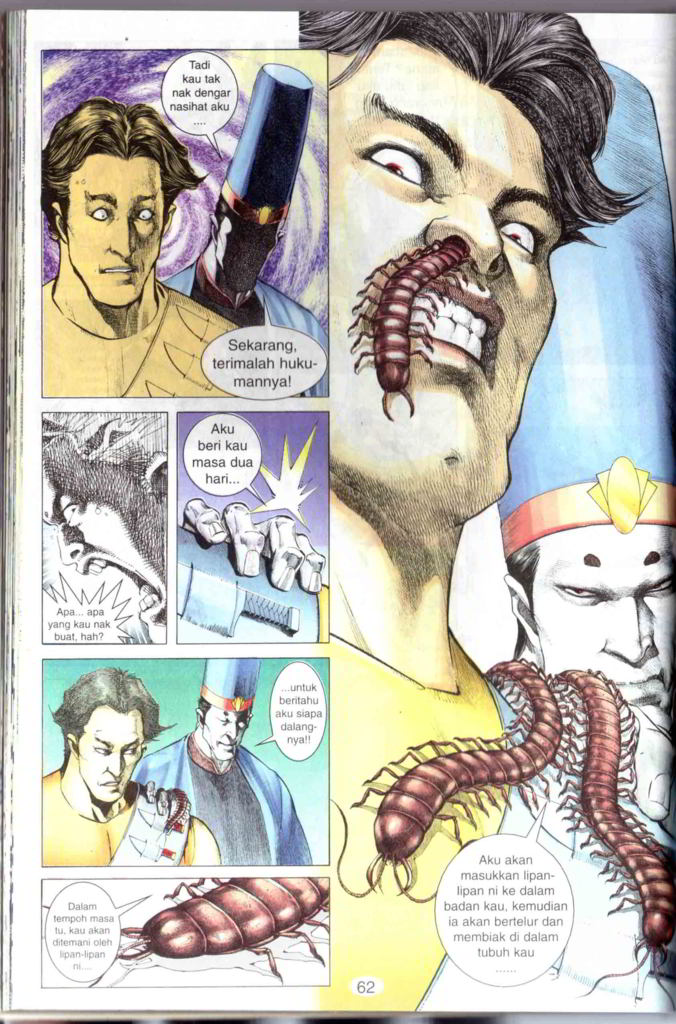 Tadi
kau tak
nak dengar
nasihat aku
....
Sekarang,
terimalah huku-
mannya!
Apa... apa
yang kau nak
buat, hah?
Aku
beri kau
masa dua
hari...
...untuk
beritahu
aku siapa
dalang-
nya!!
Dalam
tempoh masa
tu, kau akan
ditemani oleh
lipan-lipan
ni....
Aku akan
masukkan lipan-
lipan ni ke dalam
badan kau, kemudian
ia akan bertelur dan
membiak di dalam
tubuh kau
......
62